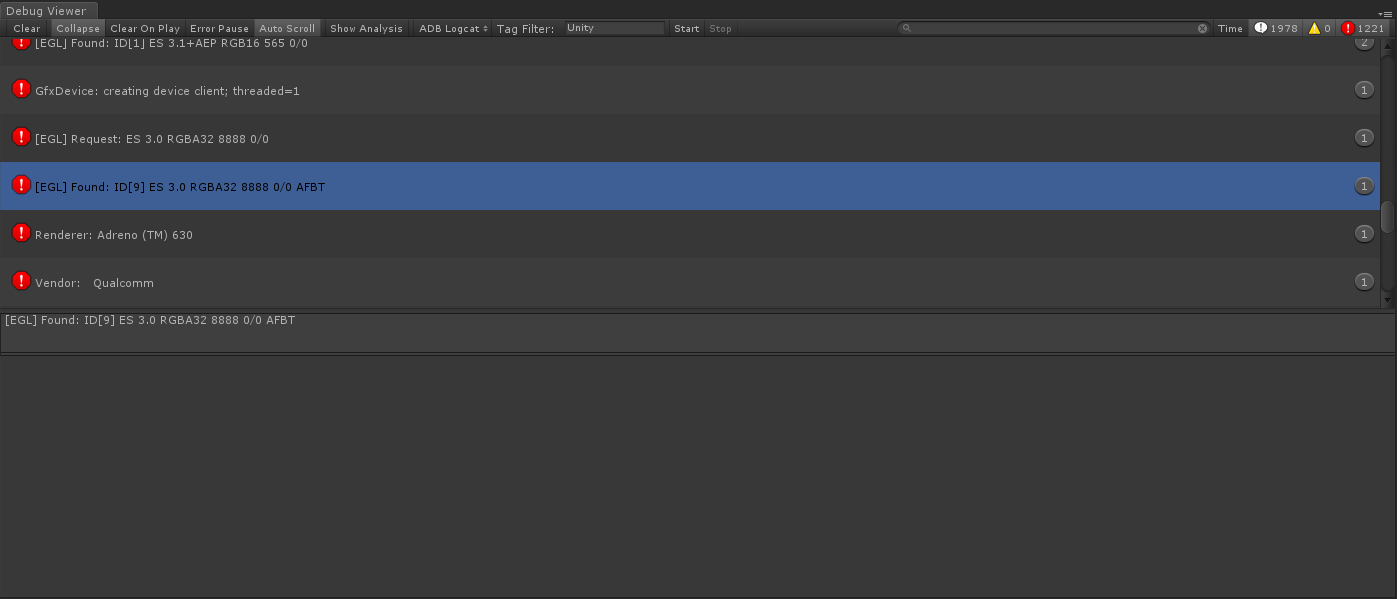 Debug Viewer
Clear Collapse Clear On Play Error Pause Auto Scroll Show Analysis ADB Logcat Tag Filter: Unity Start Stop Time 1978 0 1221
[EGL] Found: ID[1] ES 3.1+AEP RGB16 565 0/0 2
GfxDevice: creating device client; threaded=1 1
[EGL] Request: ES 3.0 RGBA32 8888 0/0 1
[EGL] Found: ID[9] ES 3.0 RGBA32 8888 0/0 AFBT 1
Renderer: Adreno (TM) 630 1
Vendor: Qualcomm 1
[EGL] Found: ID[9] ES 3.0 RGBA32 8888 0/0 AFBT